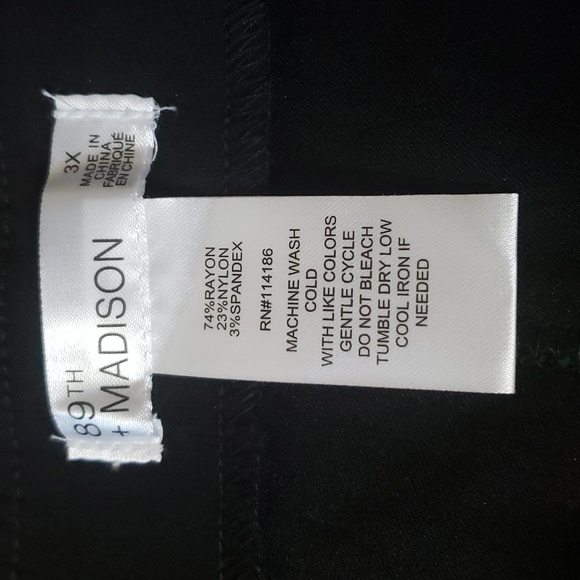 89TH
+ MADISON
3X
MADE IN
CHINA
FABRIQUÉ
EN CHINE
74%RAYON
23%NYLON
3%SPANDEX
RN#114186
MACHINE WASH
COLD
WITH LIKE COLORS
GENTLE CYCLE
DO NOT BLEACH
TUMBLE DRY LOW
COOL IRON IF
NEEDED